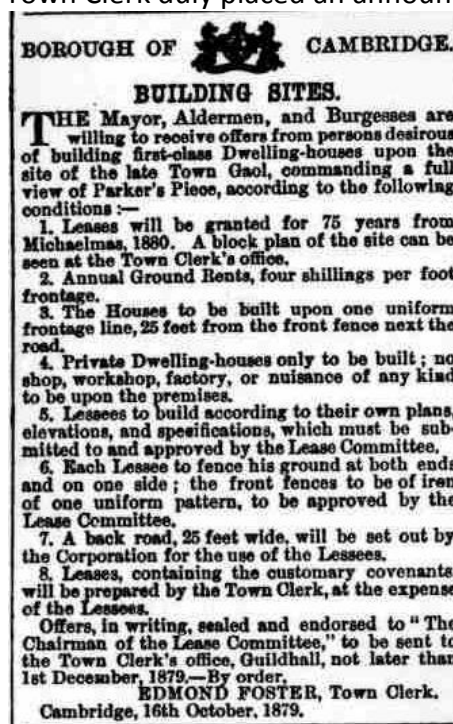 Town Clerk duly placed an announ
BOROUGH OF CAMBRIDGE.
BUILDING SITES.
THE Mayor, Aldermen, and Burgesses are
willing to receive offers from persons desirous
of building first-class Dwelling-houses upon the
site of the late Town Gaol, commanding a full
view of Parker's Piece, according to the following
conditions :—
1. Leases will be granted for 75 years from
Michaelmas, 1880. A block plan of the site can be
seen at the Town Clerk's office.
2. Annual Ground Rents, four shillings per foot
frontage.
3. The Houses to be built upon one uniform
frontage line, 25 feet from the front fence next the
road.
4. Private Dwelling-houses only to be built ; no
shop, workshop, factory, or nuisance of any kind
to be upon the premises.
5. Lessees to build according to their own plans,
elevations, and specifications, which must be sub-
mitted to and approved by the Lease Committee.
6. Each Lessee to fence his ground at both ends
and on one side ; the front fences to be of iron
of one uniform pattern, to be approved by the
Lease Committee.
7. A back road, 25 feet wide, will be set out by
the Corporation for the use of the Lessees.
8. Leases, containing the customary covenants
will be prepared by the Town Clerk, at the expense
of the Lessees.
Offers, in writing, sealed and endorsed to " The
Chairman of the Lease Committee," to be sent to
the Town Clerk's office, Guildhall, not later than
1st December, 1879.—By order,
EDMOND FOSTER, Town Clerk.
Cambridge, 16th October, 1879.